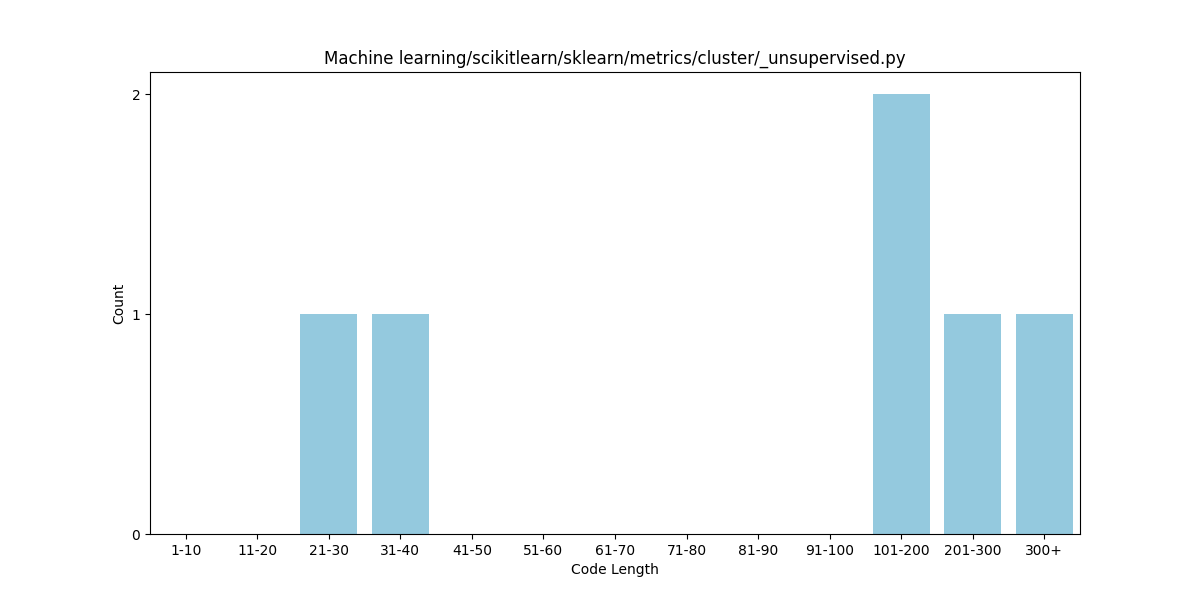 Machine learning/scikitlearn/sklearn/metrics/cluster/_unsupervised.py
2
1
0
Count
1-10 11-20 21-30 31-40 41-50 51-60 61-70 71-80 81-90 91-100 101-200 201-300 300+
Code Length